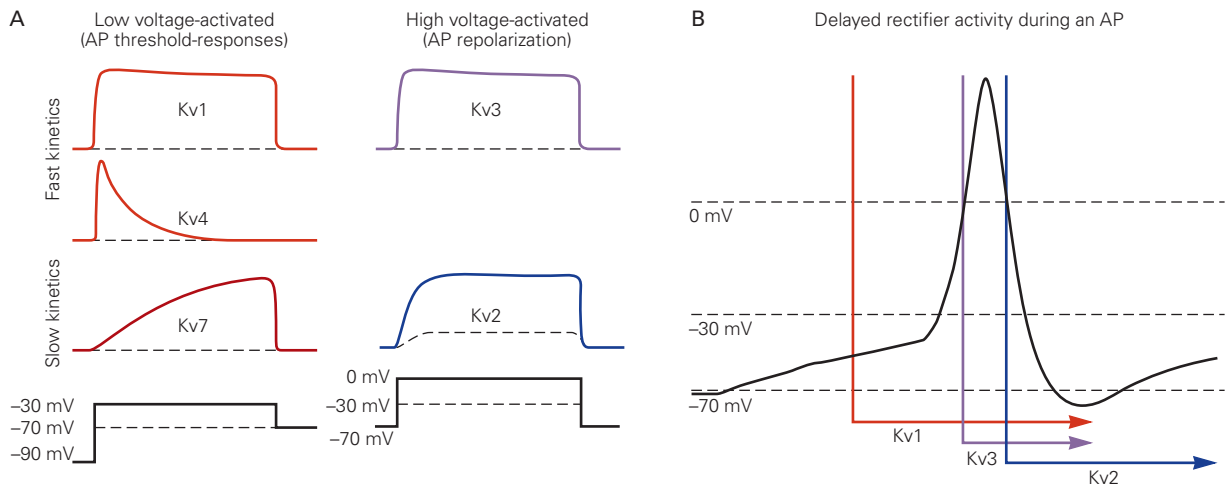 A
Low voltage-activated
(AP threshold-responses)
High voltage-activated
(AP repolarization)
Fast kinetics
Kv1
Kv3
Kv4
Slow kinetics
Kv7
Kv2
–30 mV
–70 mV
–90 mV
0 mV
–30 mV
–70 mV
B
Delayed rectifier activity during an AP
0 mV
–30 mV
–70 mV
Kv1
Kv3
Kv2